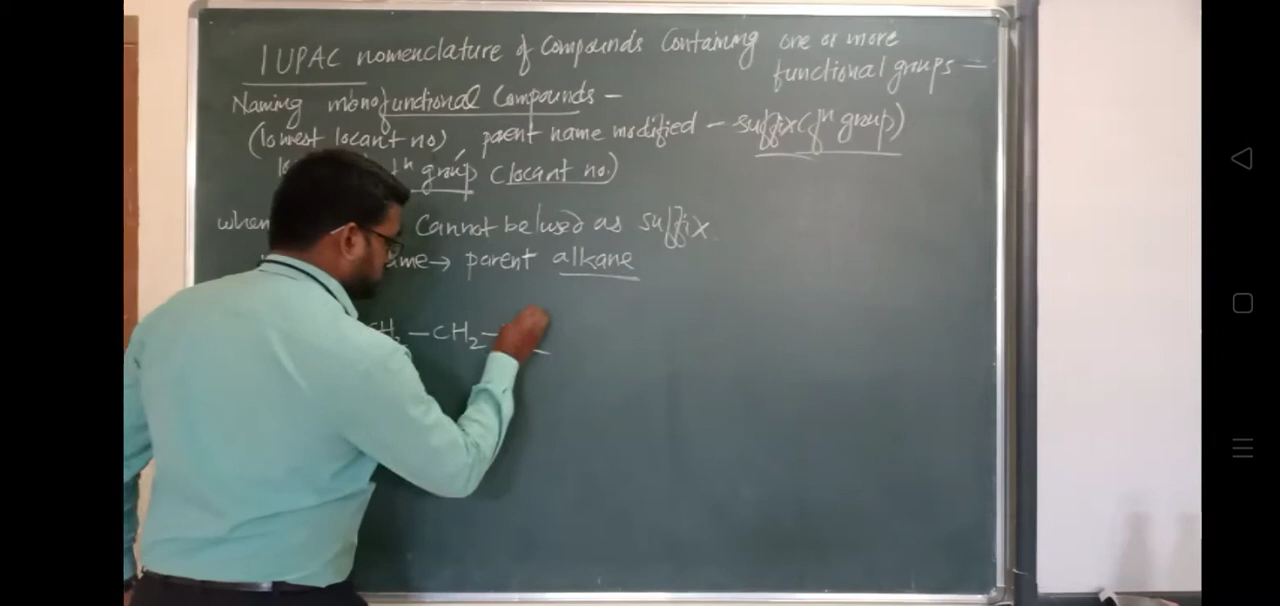 IUPAC nomenclature of Compounds Containing one or more
functional groups —
Naming monofunctional Compounds —
(lowest locant no), parent name modified — suffix (fⁿ group)
group (locant no.)
when Cannot be used as suffix
→ parent alkane
— CH₂ —